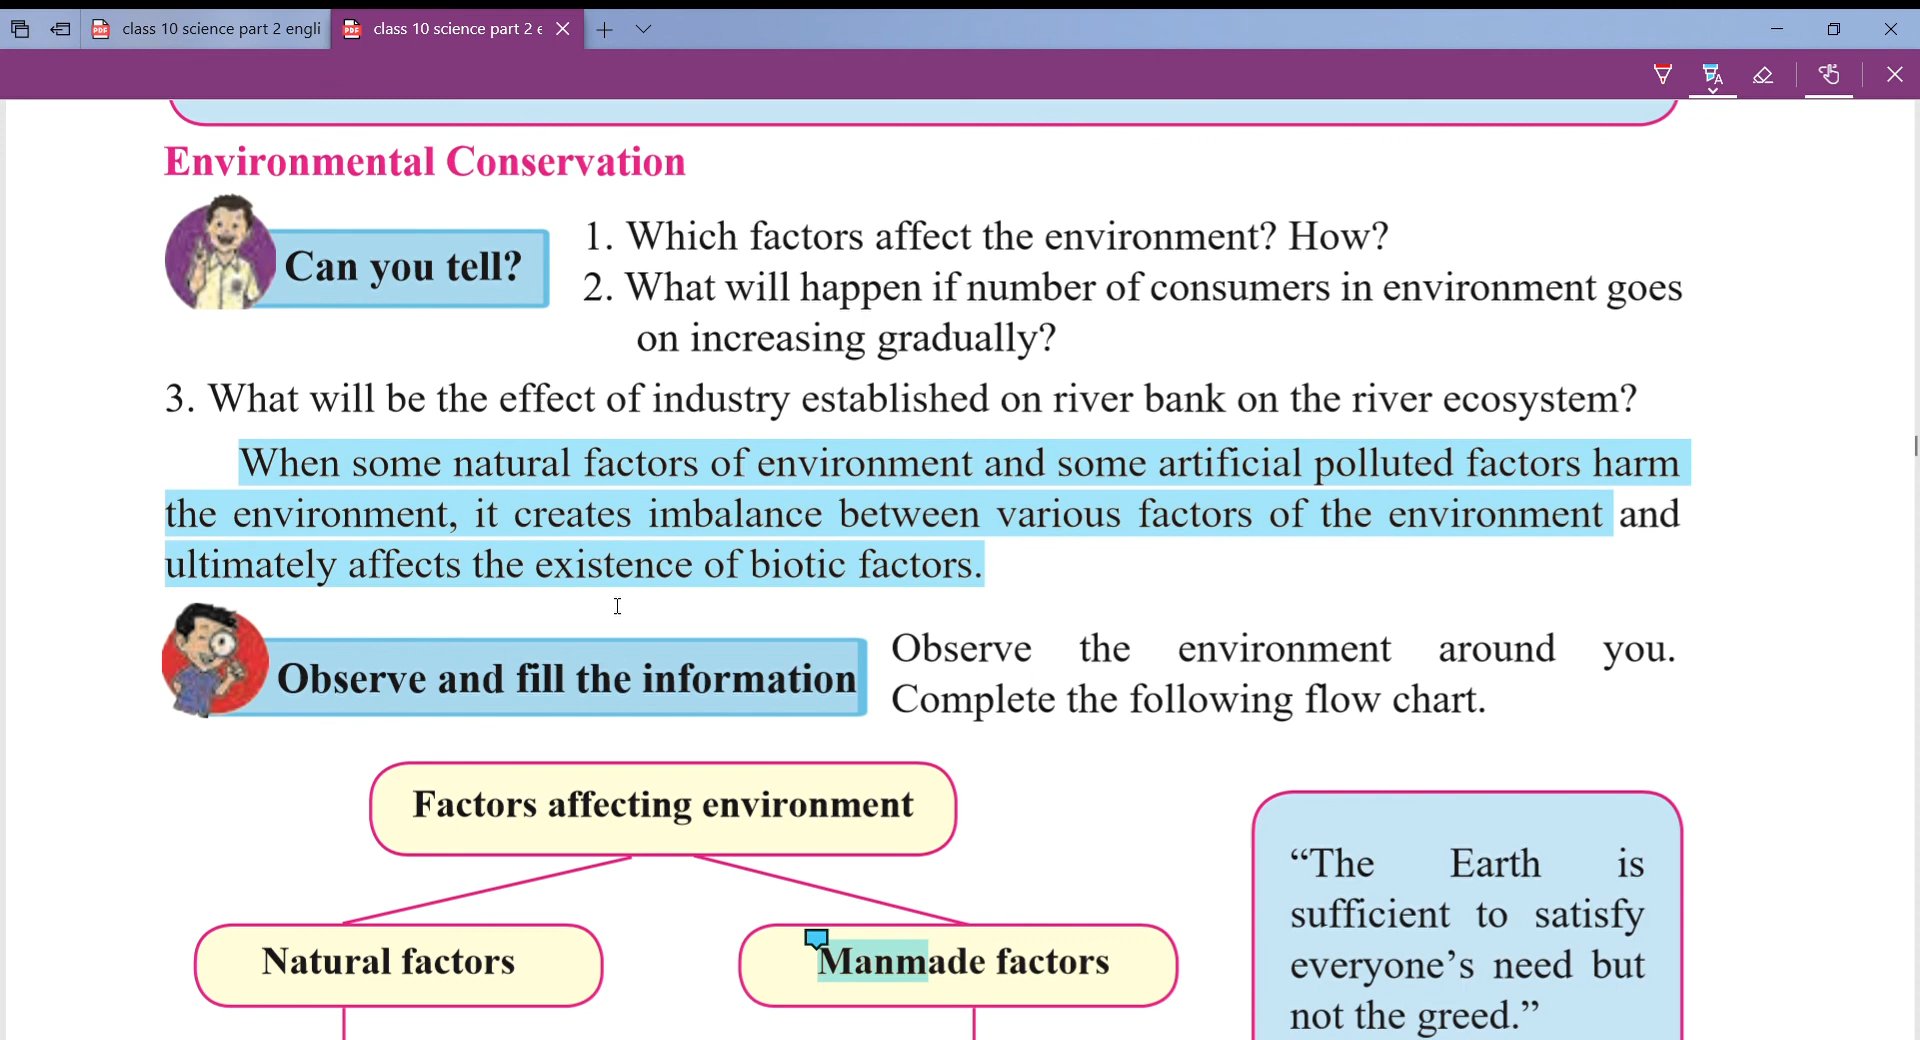 class 10 science part 2 engli
class 10 science part 2 e
Environmental Conservation
Can you tell?
1. Which factors affect the environment? How?
2. What will happen if number of consumers in environment goes
on increasing gradually?
3. What will be the effect of industry established on river bank on the river ecosystem?
When some natural factors of environment and some artificial polluted factors harm
the environment, it creates imbalance between various factors of the environment and
ultimately affects the existence of biotic factors.
Observe and fill the information
Observe the environment around you.
Complete the following flow chart.
Factors affecting environment
Natural factors
Manmade factors
“The Earth is
sufficient to satisfy
everyone’s need but
not the greed.”